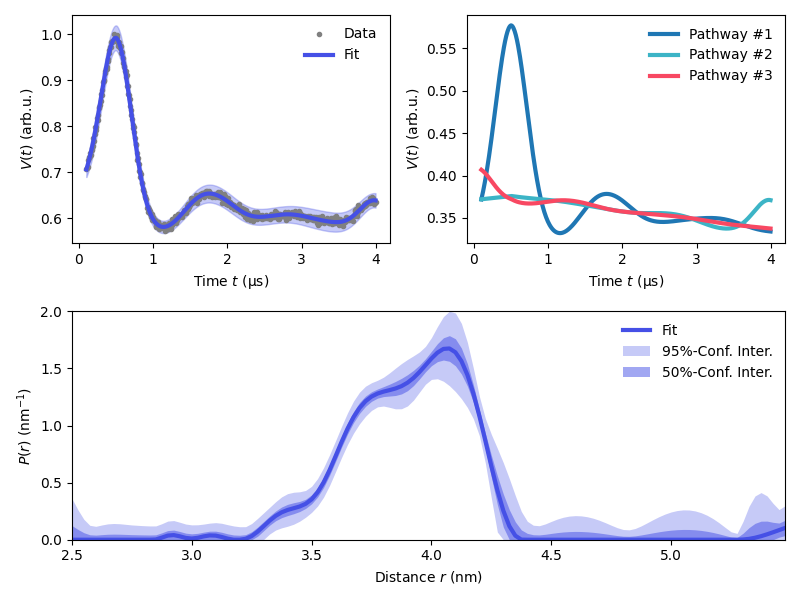 V(t) (arb.u.)
1.0
0.9
0.8
0.7
0.6
Data
Fit
0 1 2 3 4
Time t (μs)
V(t) (arb.u.)
0.55
0.50
0.45
0.40
0.35
Pathway #1
Pathway #2
Pathway #3
0 1 2 3 4
Time t (μs)
P(r) (nm⁻¹)
2.0
1.5
1.0
0.5
0.0
Fit
95%-Conf. Inter.
50%-Conf. Inter.
2.5 3.0 3.5 4.0 4.5 5.0
Distance r (nm)